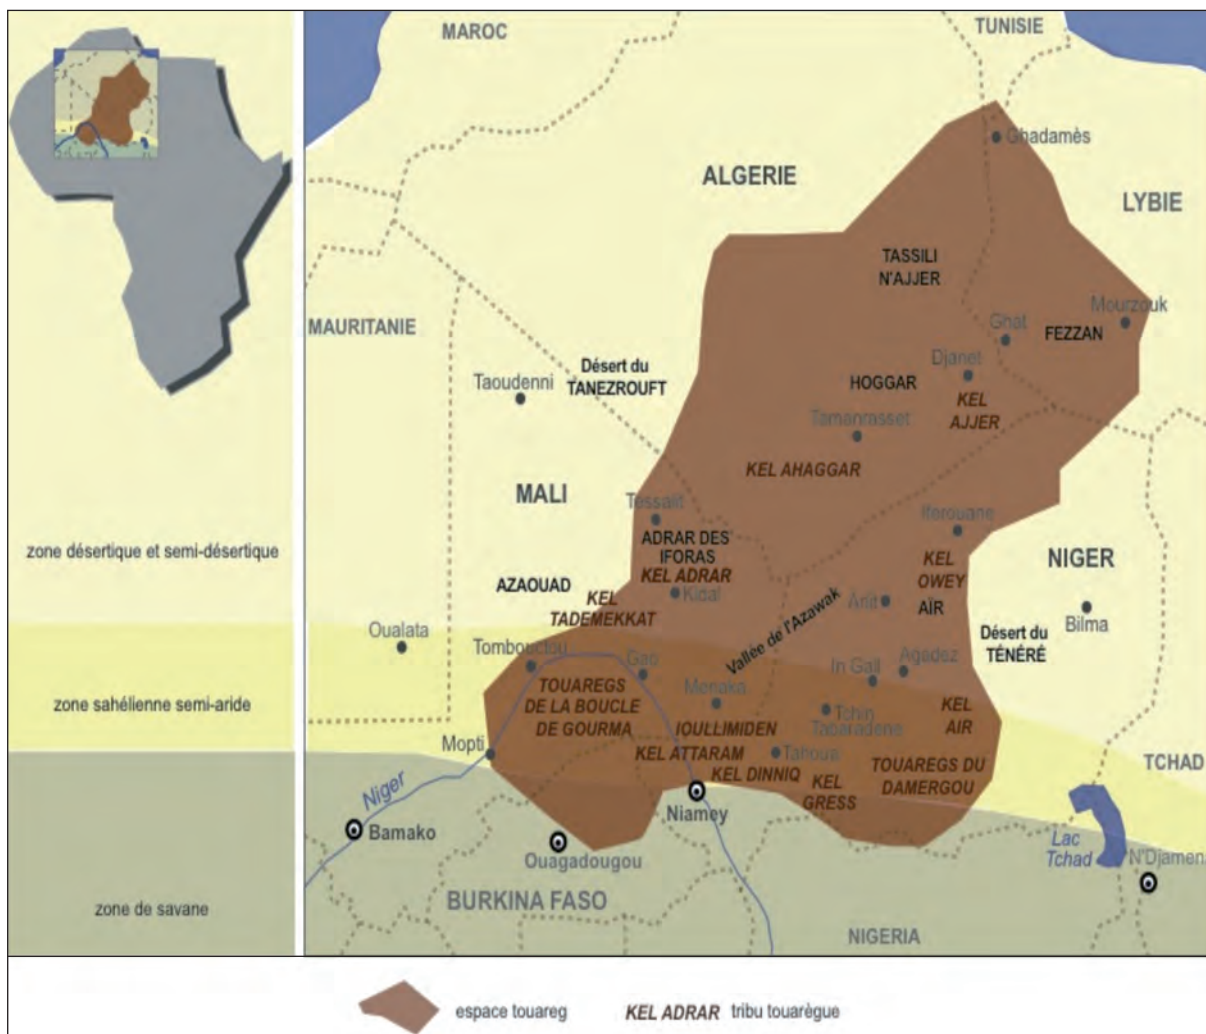 MAROC
TUNISIE
Ghadamès
ALGERIE
LYBIE
TASSILI
N'AJJER
Mourzouk
MAURITANIE
Ghat
FEZZAN
Désert du
TANEZROUFT
Djanet
HOGGAR
Taoudenni
KEL
AJJER
Tamanrasset
KEL AHAGGAR
MALI
Tessalit
Iferouane
ADRAR DES
IFORAS
KEL ADRAR
zone désertique et semi-désertique
NIGER
KEL
OWEY
AZAOUAD
Kidal
KEL
TADEMEKKAT
Arlit
AÏR
Bilma
Vallée de l'Azawak
Oualata
Désert du
TÉNÉRÉ
Tombouctou
Gao
In Gall
Agadez
TOUAREGS
DE LA BOUCLE
DE GOURMA
Menaka
zone sahélienne semi-aride
KEL
AIR
Tchin
Tabaradene
IOULLIMIDEN
Mopti
KEL ATTARAM
Tahoua
TCHAD
KEL DINNIQ
KEL
GRESS
TOUAREGS DU
DAMERGOU
Niger
Niamey
Bamako
Lac
Tchad
Ouagadougou
N'Djamen
BURKINA FASO
zone de savane
NIGERIA
espace touareg
KEL ADRAR
tribu touarègue